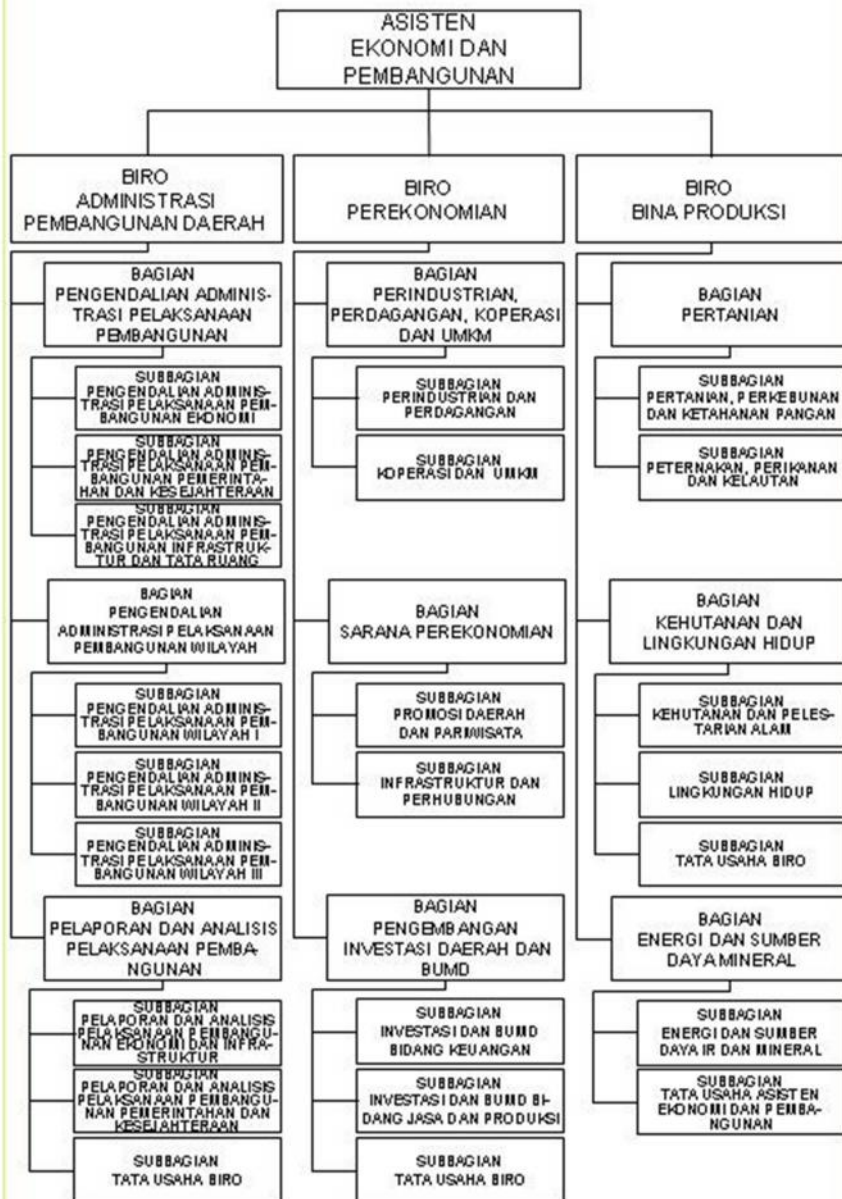 ASISTEN
EKONOMI DAN
PEMBANGUNAN
BIRO
ADMINISTRASI
PEMBANGUNAN DAERAH
BAGIAN
PENGENDALIAN ADMINIS-
TRASI PELAKSANAAN
PEMBANGUNAN
SUBBAGIAN
PENGENDALIAN ADMINIS-
TRASI PELAKSANAAN PEM-
BANGUNAN EKONOMI
SUBBAGIAN
PENGENDALIAN ADMINIS-
TRASI PELAKSANAAN PEM-
BANGUNAN PEMERINTA-
HAN DAN KESEJAHTERAAN
SUBBAGIAN
PENGENDALIAN ADMINIS-
TRASI PELAKSANAAN PEM-
BANGUNAN INFRASTRUK-
TUR DAN TATA RUANG
BAGIAN
PENGENDALIAN
ADMINISTRASI PELAKSANAAN
PEMBANGUNAN WILAYAH
SUBBAGIAN
PENGENDALIAN ADMINIS-
TRASI PELAKSANAAN PEM-
BANGUNAN WILAYAH I
SUBBAGIAN
PENGENDALIAN ADMINIS-
TRASI PELAKSANAAN PEM-
BANGUNAN WILAYAH II
SUBBAGIAN
PENGENDALIAN ADMINIS-
TRASI PELAKSANAAN PEM-
BANGUNAN WILAYAH III
BAGIAN
PELAPORAN DAN ANALISIS
PELAKSANAAN PEMBA-
NGUNAN
SUBBAGIAN
PELAPORAN DAN ANALISIS
PELAKSANAAN PEMBANGU-
NAN EKONOMI DAN INFRA-
STRUKTUR
SUBBAGIAN
PELAPORAN DAN ANALISIS
PELAKSANAAN PEMBANGU-
NAN PEMERINTAHAN DAN
KESEJAHTERAAN
SUBBAGIAN
TATA USAHA BIRO
BIRO
PEREKONOMIAN
BAGIAN
PERINDUSTRIAN,
PERDAGANGAN, KOPERASI
DAN UMKM
SUBBAGIAN
PERINDUSTRIAN DAN
PERDAGANGAN
SUBBAGIAN
KOPERASI DAN UMKM
BAGIAN
SARANA PEREKONOMIAN
SUBBAGIAN
PROMOSI DAERAH
DAN PARIWISATA
SUBBAGIAN
INFRASTRUKTUR DAN
PERHUBUNGAN
BAGIAN
PENGEMBANGAN
INVESTASI DAERAH DAN
BUMD
SUBBAGIAN
INVESTASI DAN BUMD
BIDANG KEUANGAN
SUBBAGIAN
INVESTASI DAN BUMD BI-
DANG JASA DAN PRODUKSI
SUBBAGIAN
TATA USAHA BIRO
BIRO
BINA PRODUKSI
BAGIAN
PERTANIAN
SUBBAGIAN
PERTANIAN, PERKEBUNAN
DAN KETAHANAN PANGAN
SUBBAGIAN
PETERNAKAN, PERIKANAN
DAN KELAUTAN
BAGIAN
KEHUTANAN DAN
LINGKUNGAN HIDUP
SUBBAGIAN
KEHUTANAN DAN PELES-
TARIAN ALAM
SUBBAGIAN
LINGKUNGAN HIDUP
SUBBAGIAN
TATA USAHA BIRO
BAGIAN
ENERGI DAN SUMBER
DAYA MINERAL
SUBBAGIAN
ENERGI DAN SUMBER
DAYA IR DAN MINERAL
SUBBAGIAN
TATA USAHA ASISTEN
EKONOMI DAN PEMBA-
NGUNAN